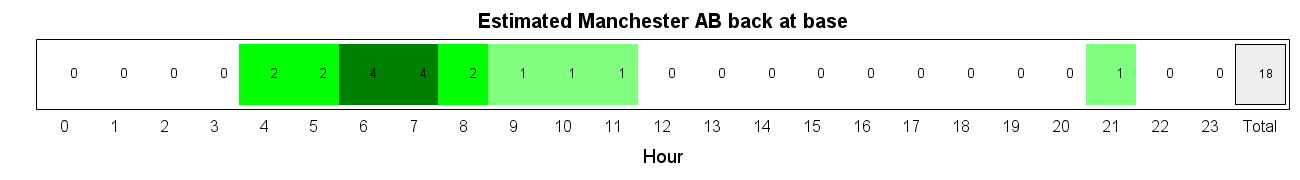 Estimated Manchester AB back at base
0 0 0 0 2 2 4 4 2 1 1 1 0 0 0 0 0 0 0 0 0 1 0 0 18
0 1 2 3 4 5 6 7 8 9 10 11 12 13 14 15 16 17 18 19 20 21 22 23 Total
Hour